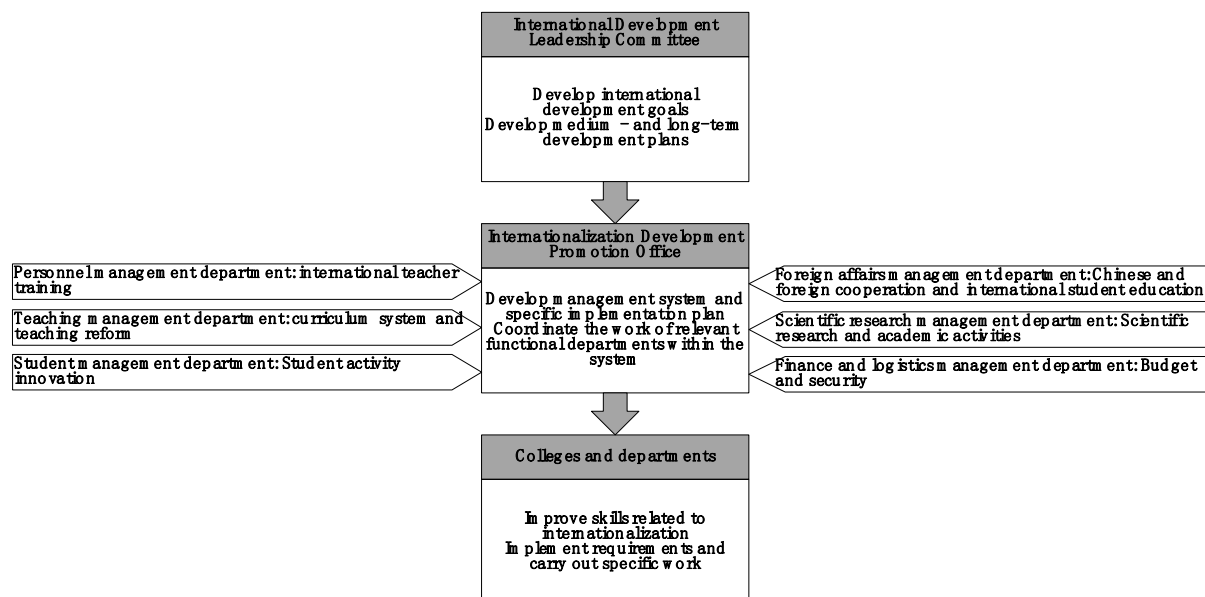 International Development
Leadership Committee
Develop international
development goals
Develop medium - and long-term
development plans
Internationalization Development
Promotion Office
Develop management system and
specific implementation plan
Coordinate the work of relevant
functional departments within the
system
Personnel management department: international teacher
training
Teaching management department: curriculum system and
teaching reform
Student management department: Student activity
innovation
Foreign affairs management department: Chinese and
foreign cooperation and international student education
Scientific research management department: Scientific
research and academic activities
Finance and logistics management department: Budget
and security
Colleges and departments
Improve skills related to
internationalization
Implement requirements and
carry out specific work